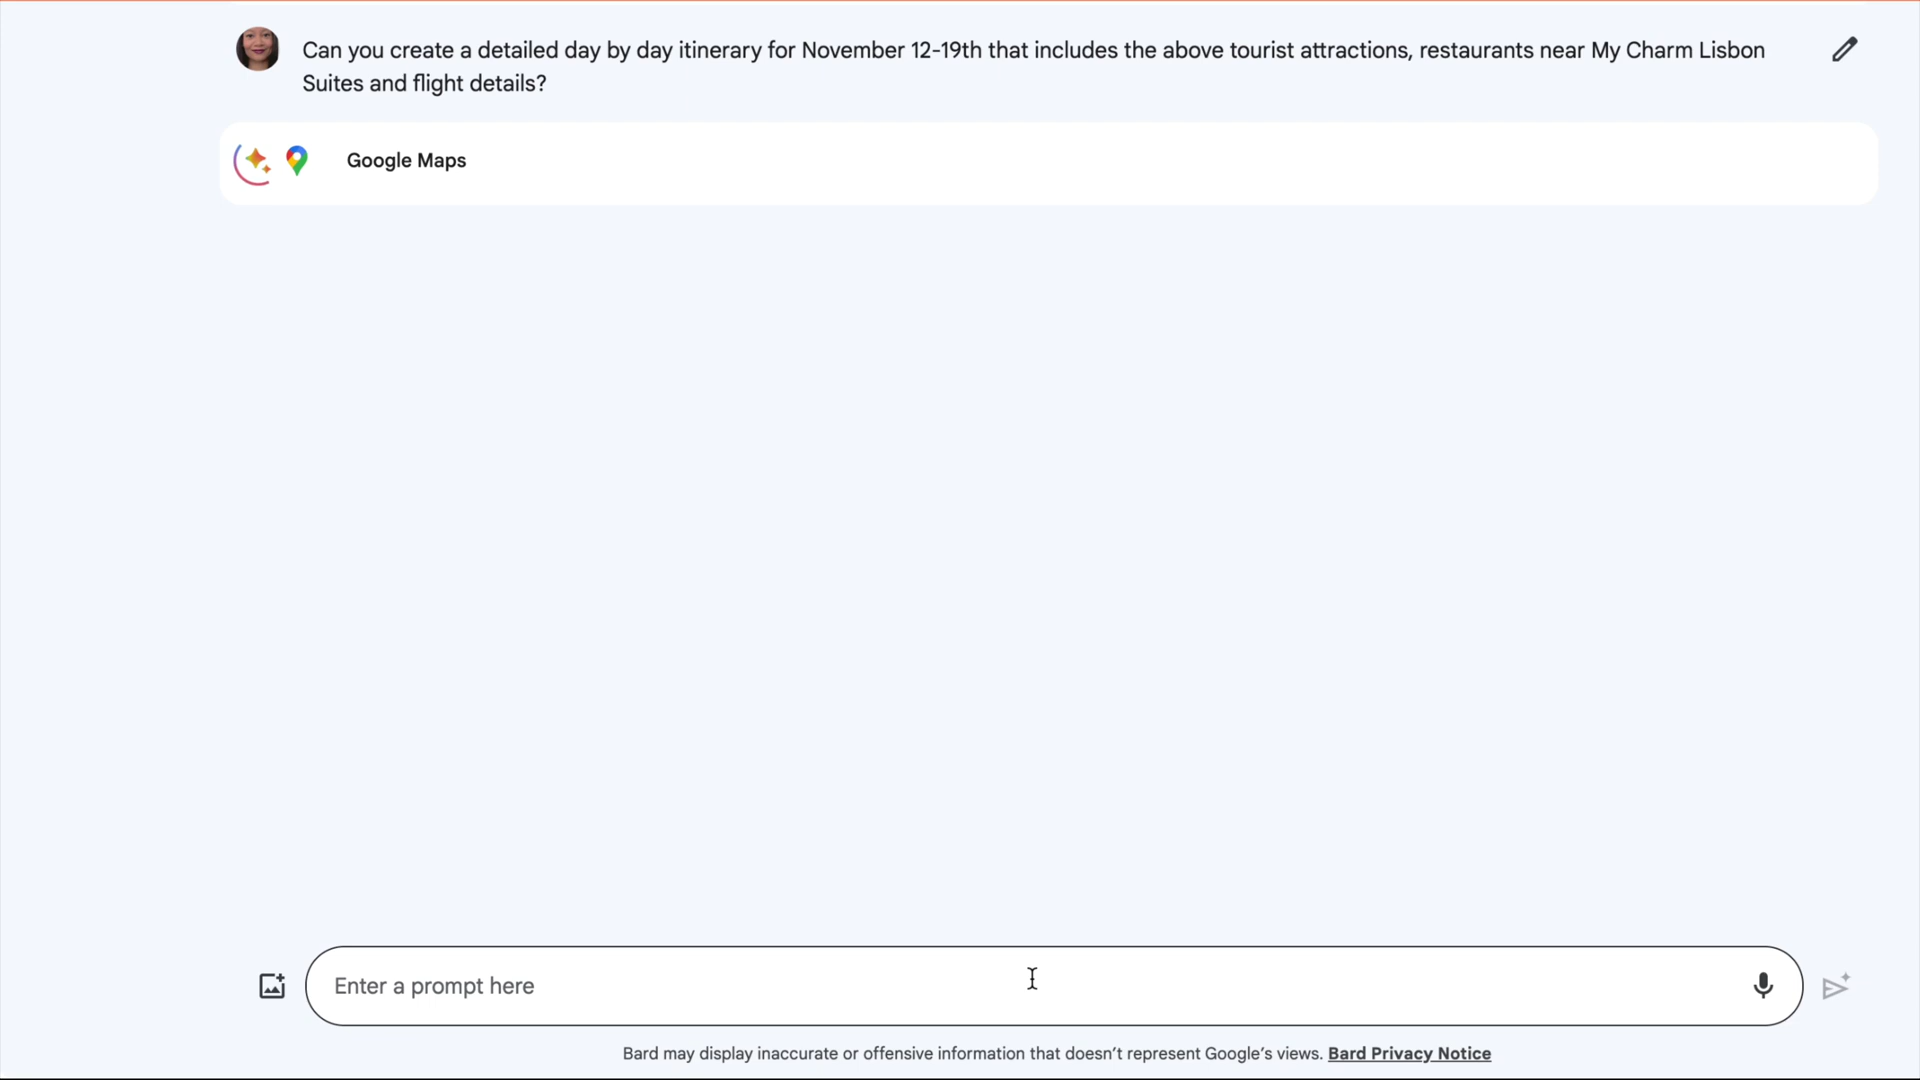 Can you create a detailed day by day itinerary for November 12-19th that includes the above tourist attractions, restaurants near My Charm Lisbon
Suites and flight details?
Google Maps
Enter a prompt here
Bard may display inaccurate or offensive information that doesn’t represent Google’s views. Bard Privacy Notice